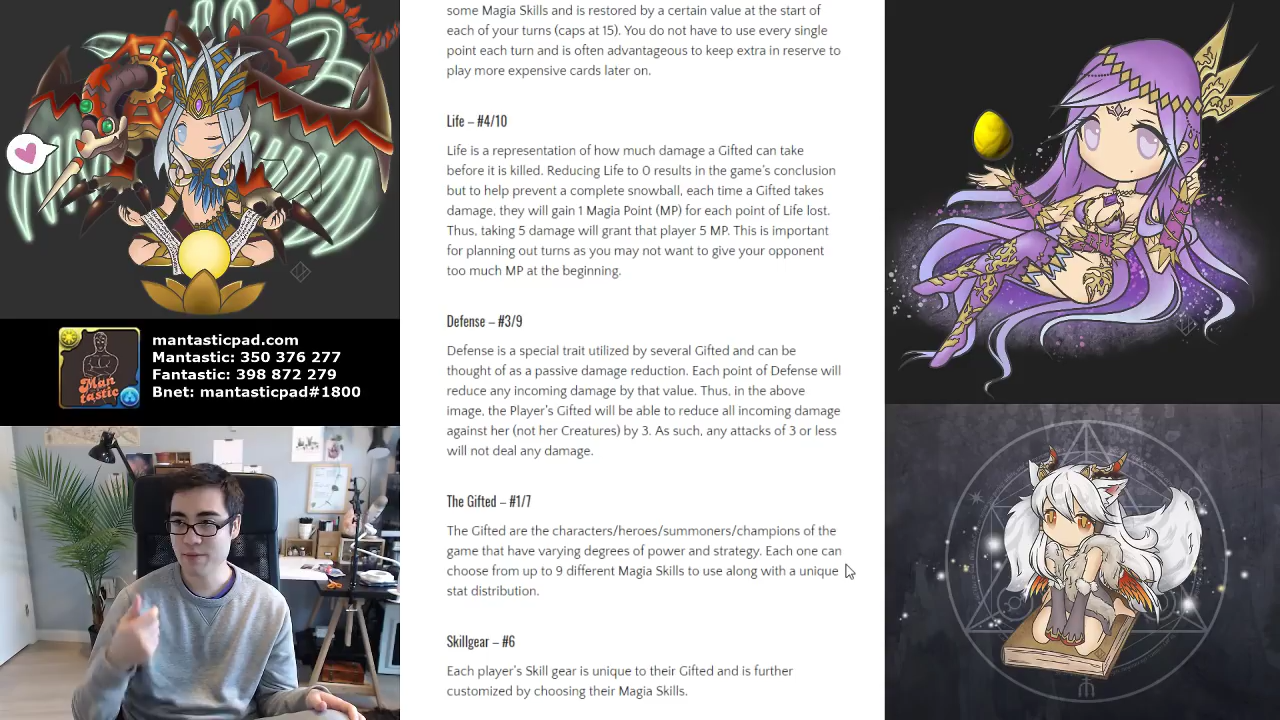 some Magia Skills and is restored by a certain value at the start
of each of your turns (caps at 15). You do not have to use every single
point each turn and is often advantageous to keep extra in reserve to
play more expensive cards later on.
Life – #4/10
Life is a representation of how much damage a Gifted can take
before it is killed. Reducing Life to 0 results in the game's conclusion
but to help prevent a complete snowball, each time a Gifted takes
damage, they will gain 1 Magia Point (MP) for each point of Life lost.
Thus, taking 5 damage will grant that player 5 MP. This is important
for planning out turns as you may not want to give your opponent
too much MP at the beginning.
Defense – #3/9
Defense is a special trait utilized by several Gifted and can be
thought of as a passive damage reduction. Each point of Defense will
reduce any incoming damage by that value. Thus, in the above
image, the Player's Gifted will be able to reduce all incoming damage
against her (not her Creatures) by 3. As such, any attacks of 3 or less
will not deal any damage.
The Gifted – #1/7
The Gifted are the characters/heroes/summoners/champions of the
game that have varying degrees of power and strategy. Each one can
choose from up to 9 different Magia Skills to use along with a unique
stat distribution.
Skillgear – #6
Each player's Skill gear is unique to their Gifted and is further
customized by choosing their Magia Skills.
mantasticpad.com
Mantastic: 350 376 277
Fantastic: 398 872 279
Bnet: mantasticpad#1800
Man
tastic